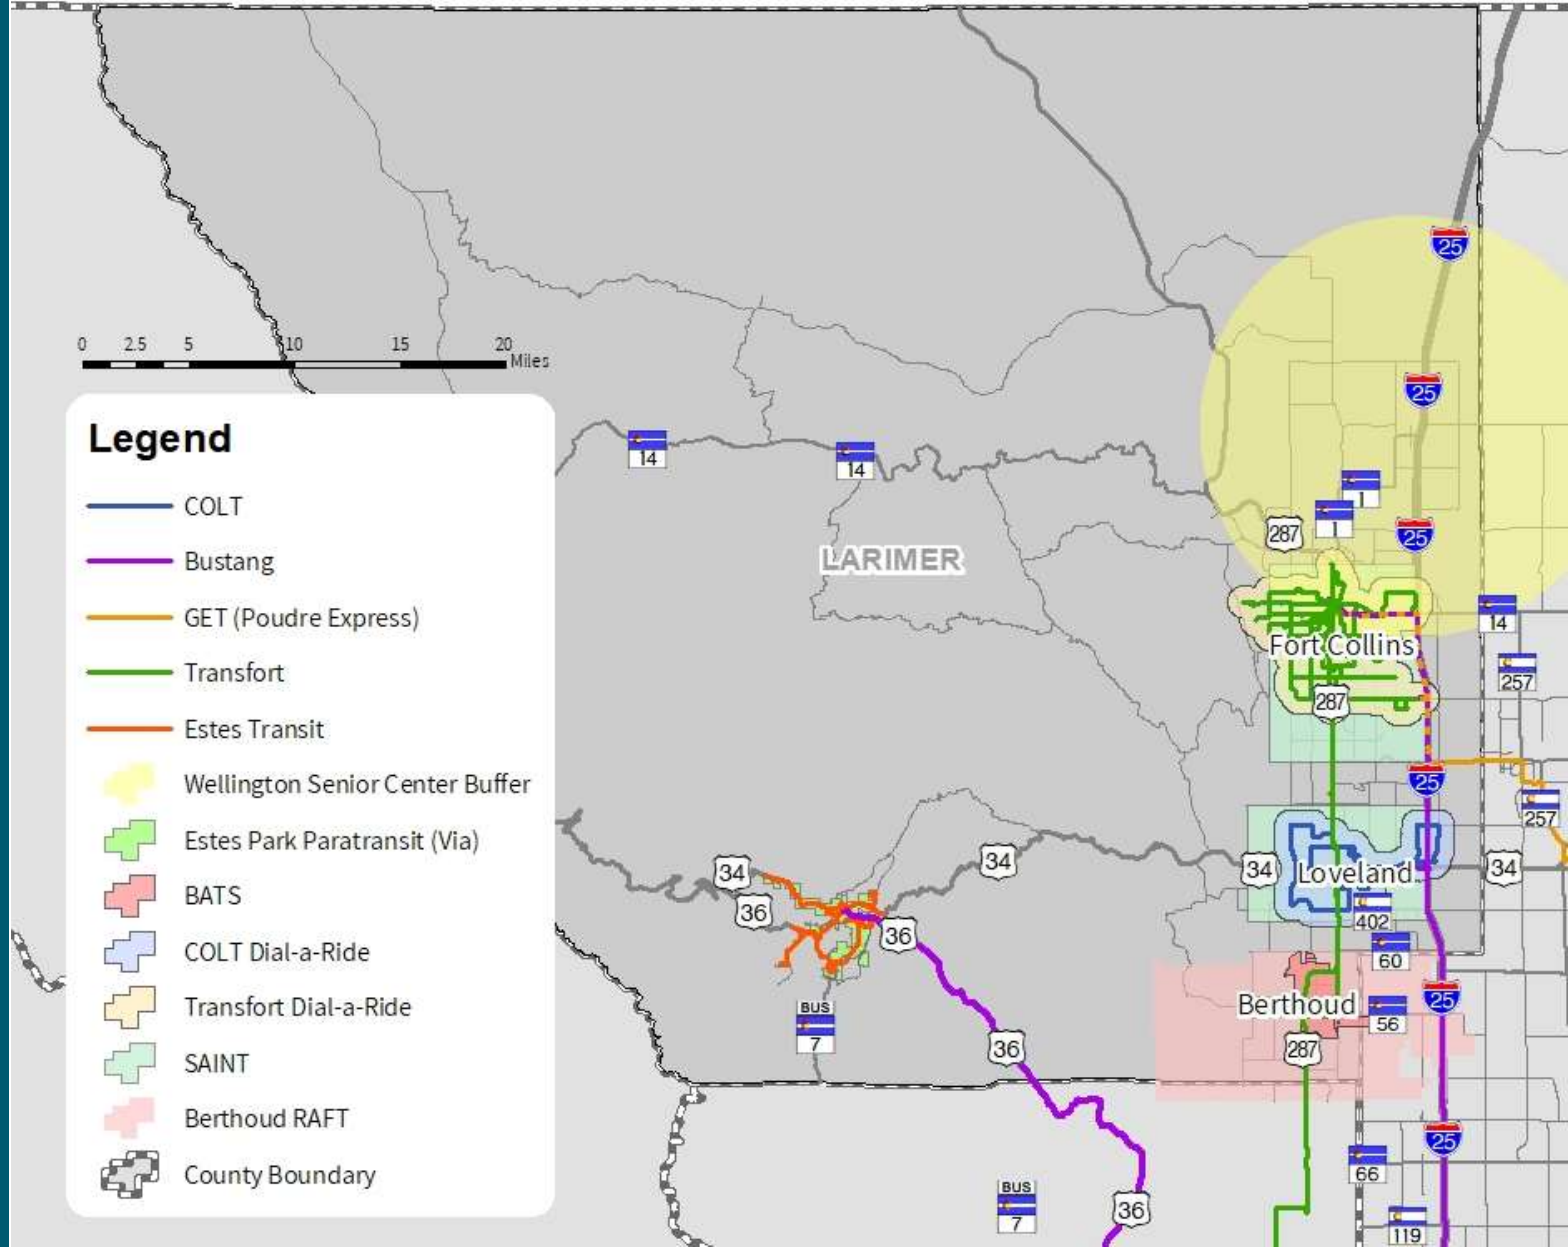 25
0 2.5 5 10 15 20
Miles
25
Legend
COLT
Bustang
GET (Poudre Express)
Transfort
Estes Transit
Wellington Senior Center Buffer
Estes Park Paratransit (Via)
BATS
COLT Dial-a-Ride
Transfort Dial-a-Ride
SAINT
Berthoud RAFT
County Boundary
14
14
1
1
287
25
LARIMER
14
Fort Collins
257
287
25
257
34
34
34
Loveland
34
36
402
36
60
25
Berthoud
56
BUS
7
36
287
25
66
BUS
7
36
119